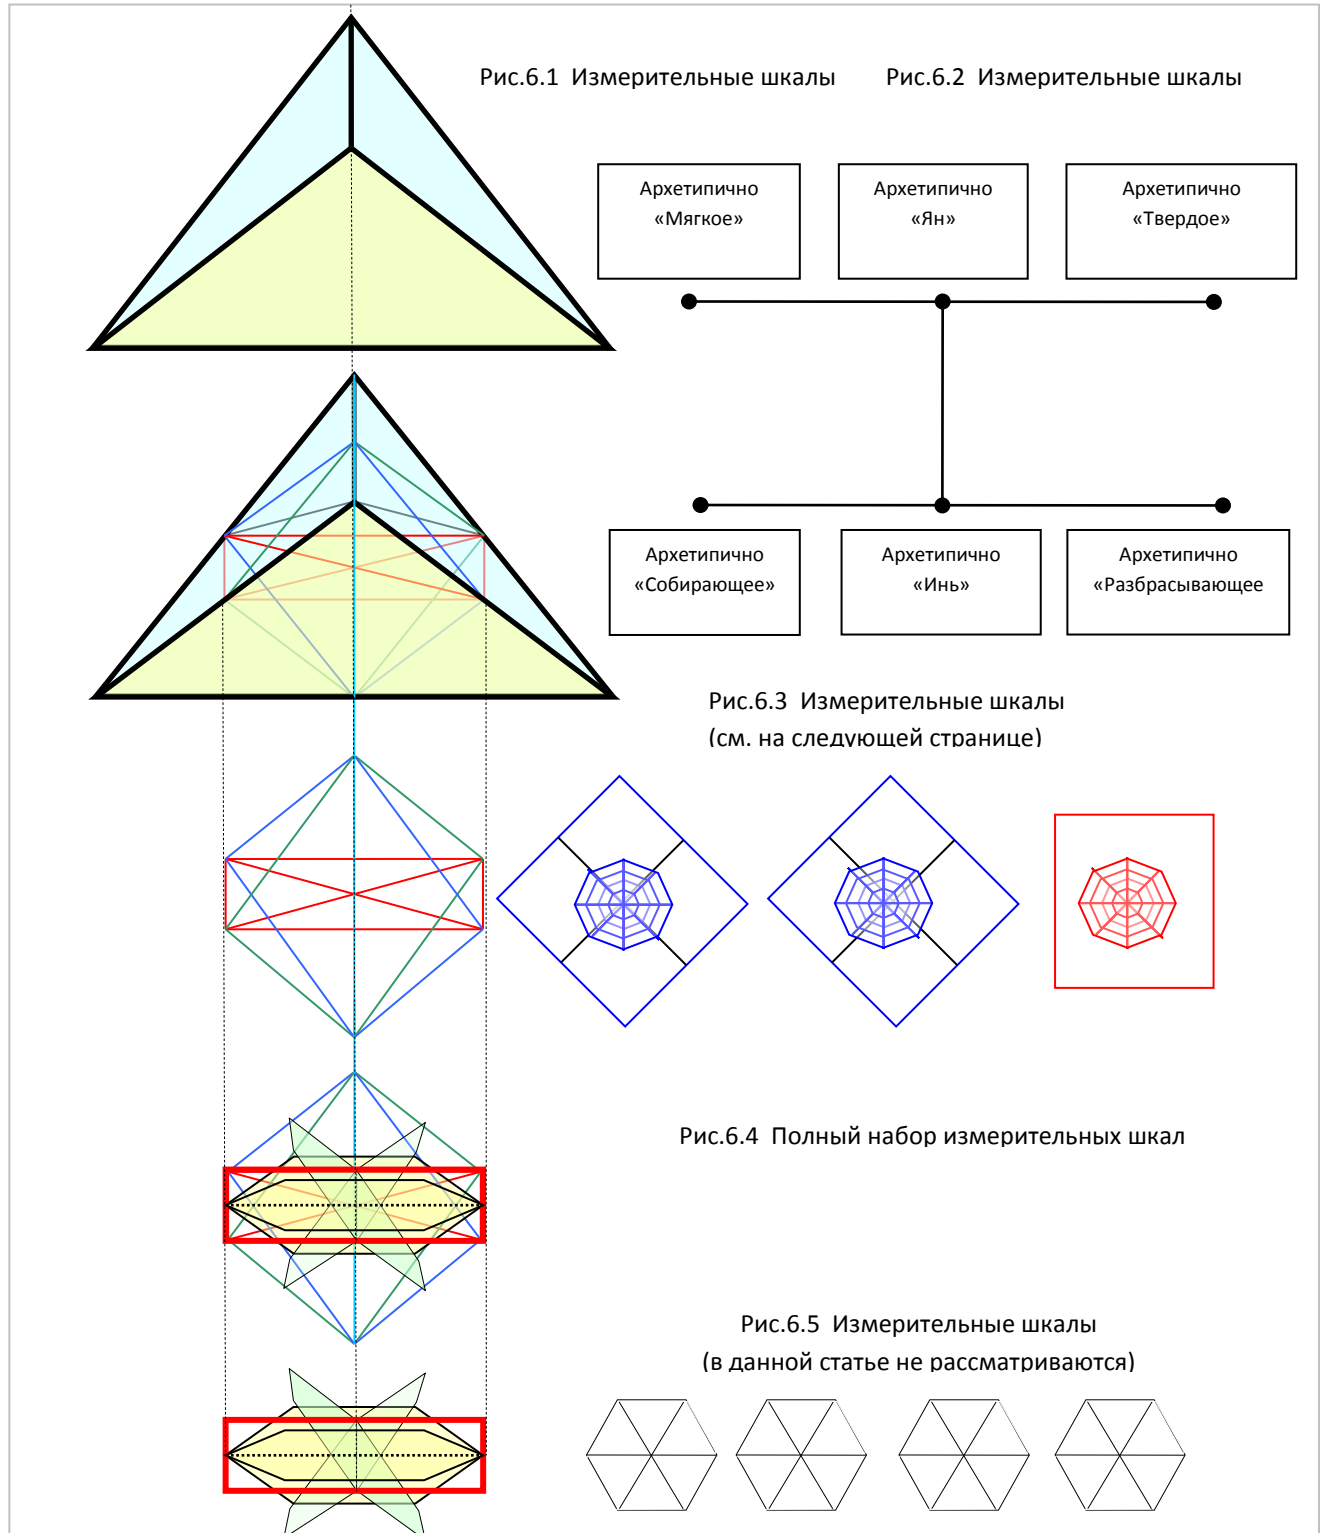 Рис.6.1 Измерительные шкалы
Рис.6.2 Измерительные шкалы
Архетипично
«Мягкое»
Архетипично
«Ян»
Архетипично
«Твердое»
Архетипично
«Собирающее»
Архетипично
«Инь»
Архетипично
«Разбрасывающее
Рис.6.3 Измерительные шкалы
(см. на следующей странице)
Рис.6.4 Полный набор измерительных шкал
Рис.6.5 Измерительные шкалы
(в данной статье не рассматриваются)